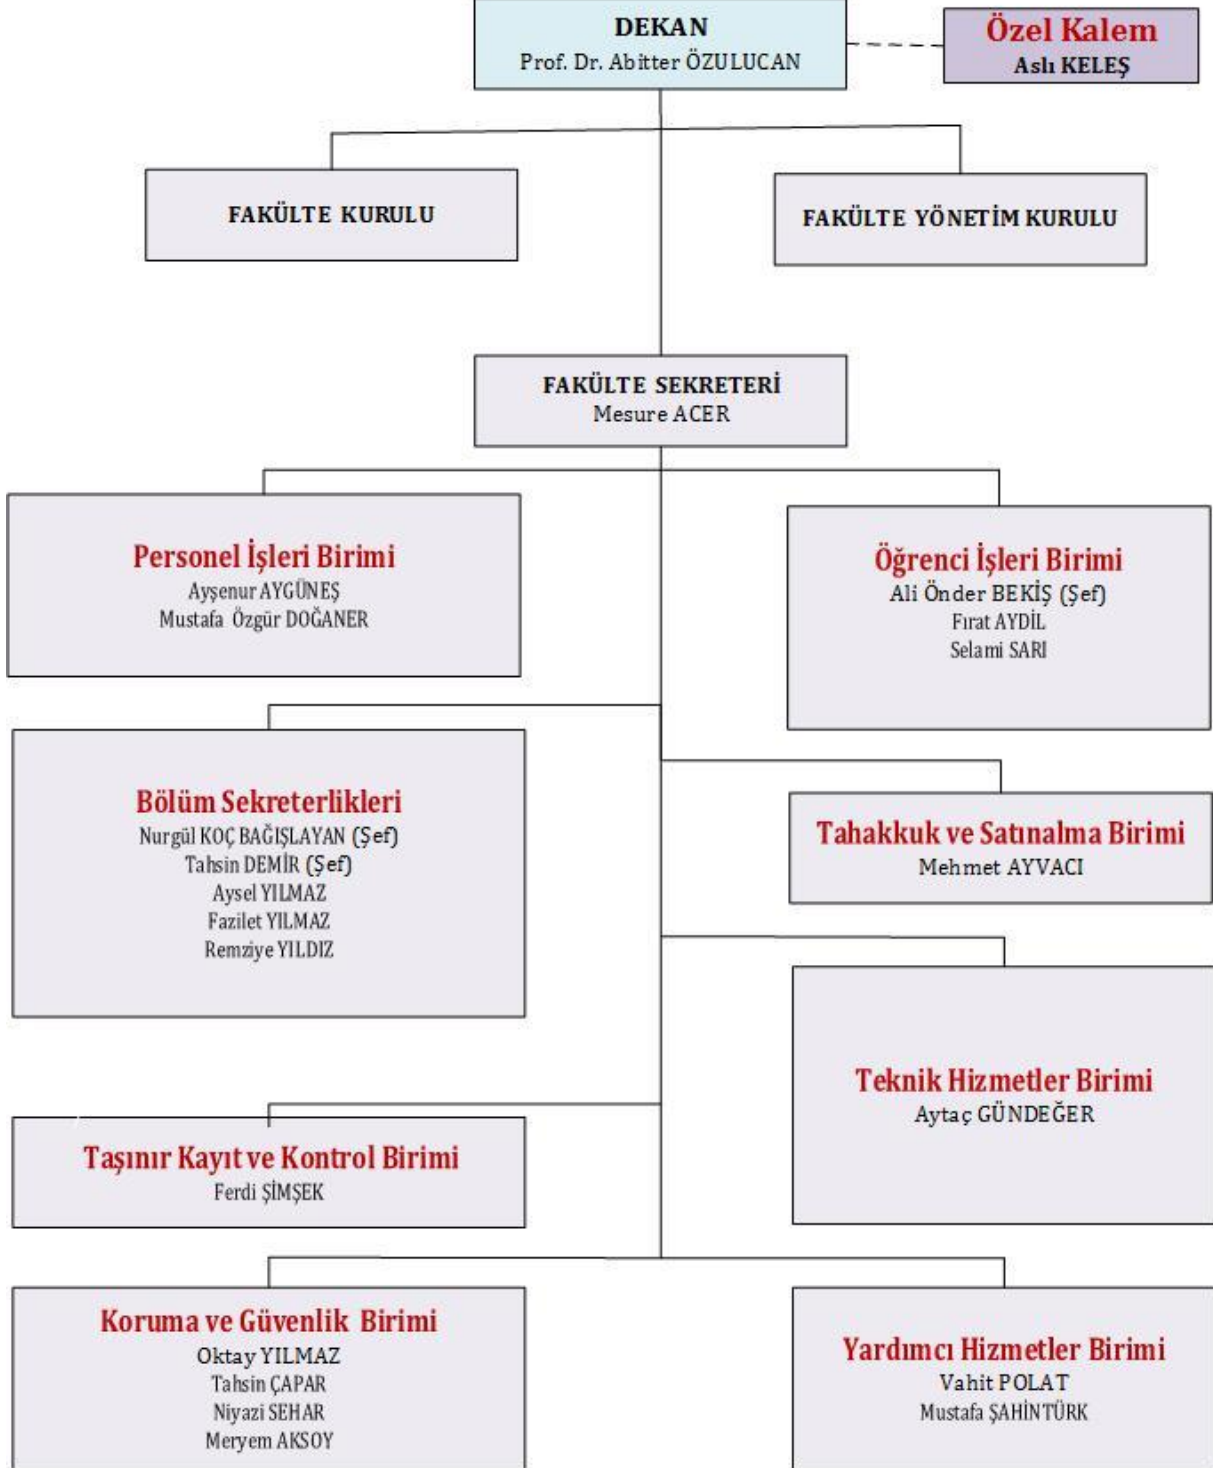 DEKAN
Prof. Dr. Abitter ÖZULUCAN
Özel Kalem
Aslı KELEŞ
FAKÜLTE KURULU
FAKÜLTE YÖNETİM KURULU
FAKÜLTE SEKRETERİ
Mesure ACER
Personel İşleri Birimi
Ayşenur AYGÜNEŞ
Mustafa Özgür DOĞANER
Öğrenci İşleri Birimi
Ali Önder BEKİŞ (Şef)
Fırat AYDİL
Selami SARI
Bölüm Sekreterlikleri
Nurgül KOÇ BAĞIŞLAYAN (Şef)
Tahsin DEMİR (Şef)
Aysel YILMAZ
Fazilet YILMAZ
Remziye YILDIZ
Tahakkuk ve Satınalma Birimi
Mehmet AYVACI
Teknik Hizmetler Birimi
Aytaç GÜNDEĞER
Taşınır Kayıt ve Kontrol Birimi
Ferdi ŞİMŞEK
Koruma ve Güvenlik Birimi
Oktay YILMAZ
Tahsin ÇAPAR
Niyazi SEHAR
Meryem AKSOY
Yardımcı Hizmetler Birimi
Vahit POLAT
Mustafa ŞAHİNTÜRK